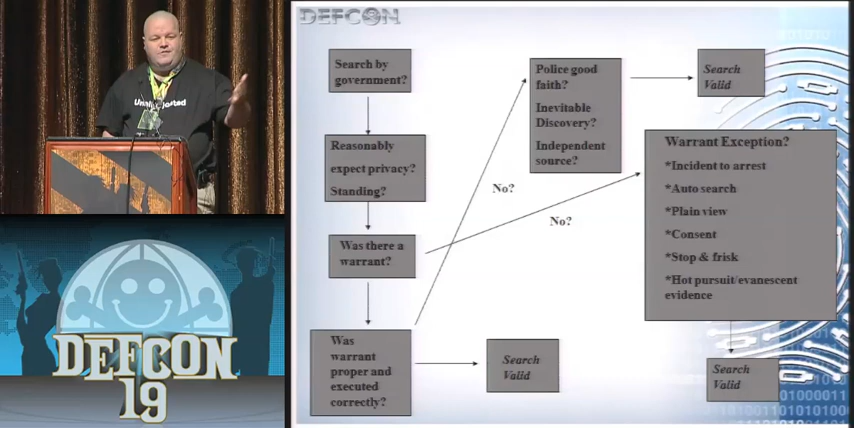 DEFCON
Search by
government?
Reasonably
expect privacy?
Standing?
Was there a
warrant?
Was
warrant
proper and
executed
correctly?
Search
Valid
No?
No?
Police good
faith?
Inevitable
Discovery?
Independent
source?
Search
Valid
Warrant Exception?
*Incident to arrest
*Auto search
*Plain view
*Consent
*Stop & frisk
*Hot pursuit/evanescent
evidence
Search
Valid
DEFCON
19